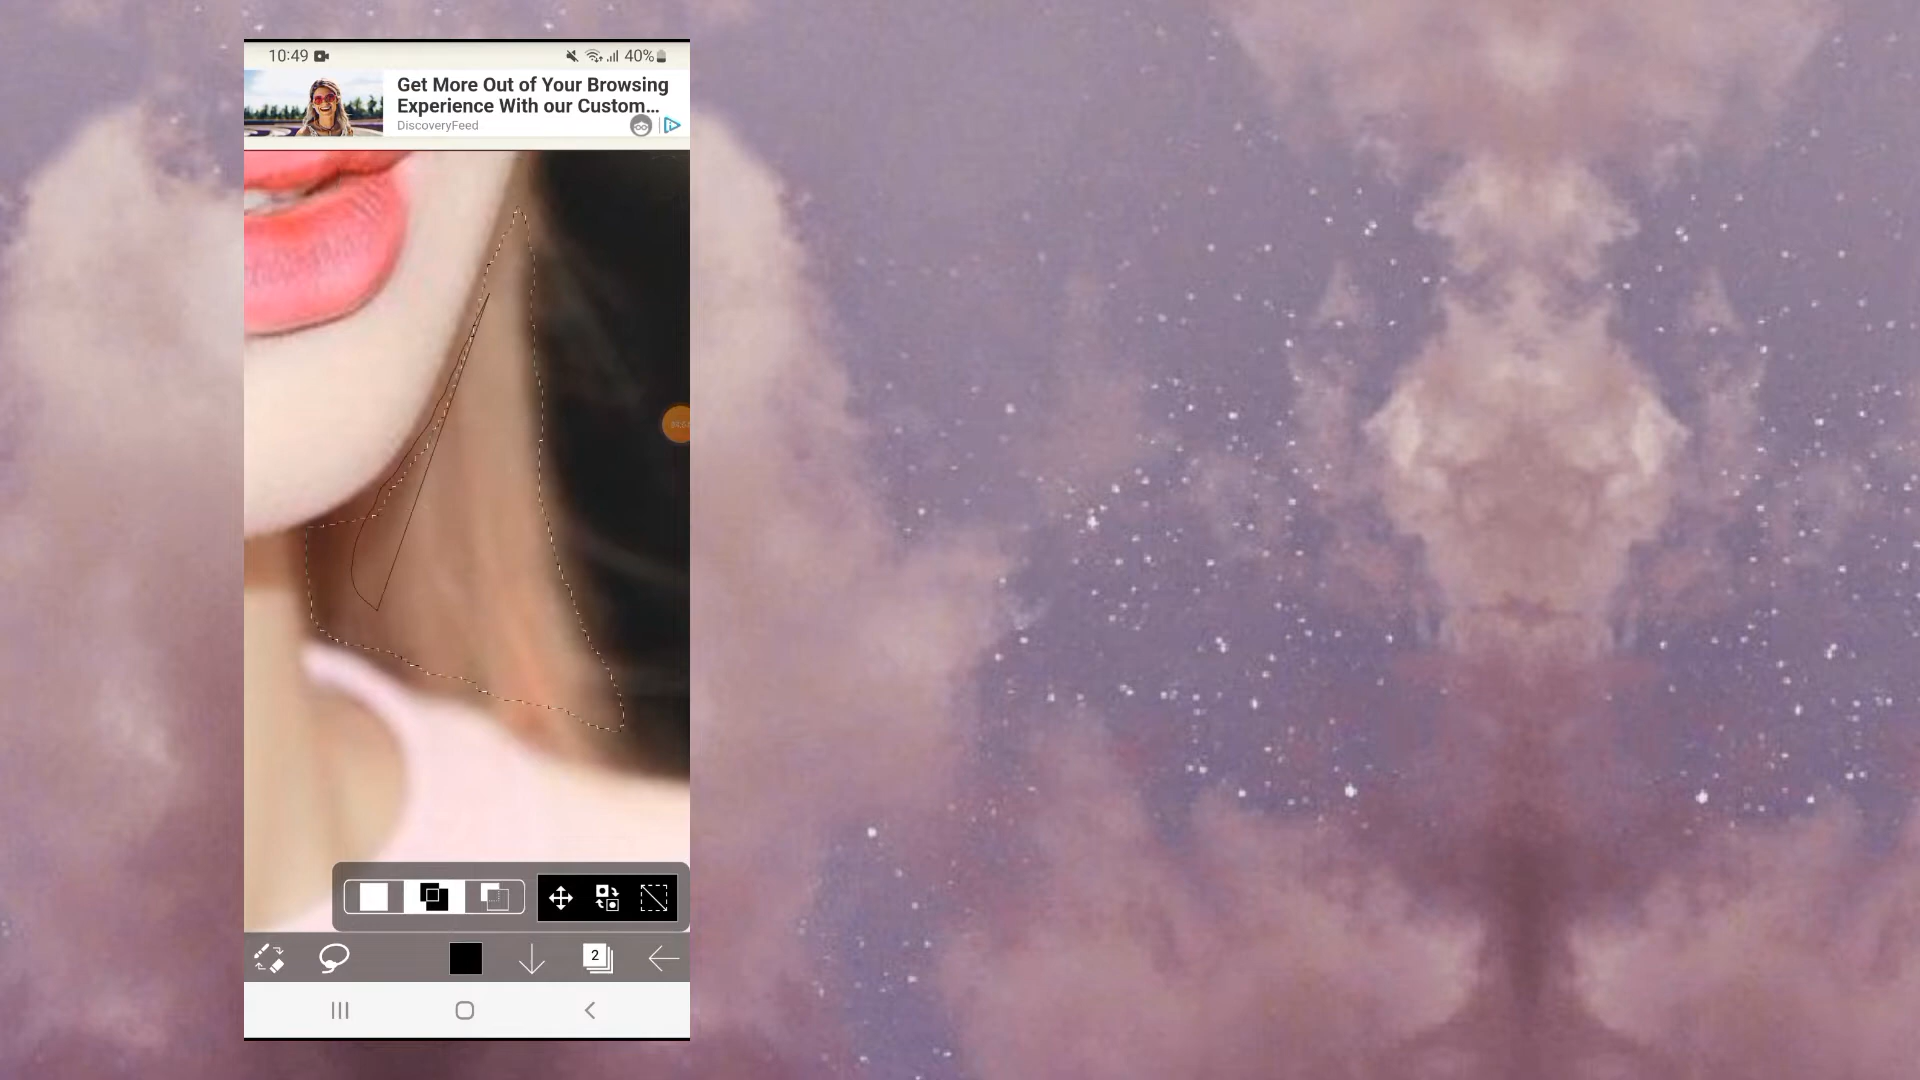 10:49
40%
Get More Out of Your Browsing
Experience With our Custom...
DiscoveryFeed
2